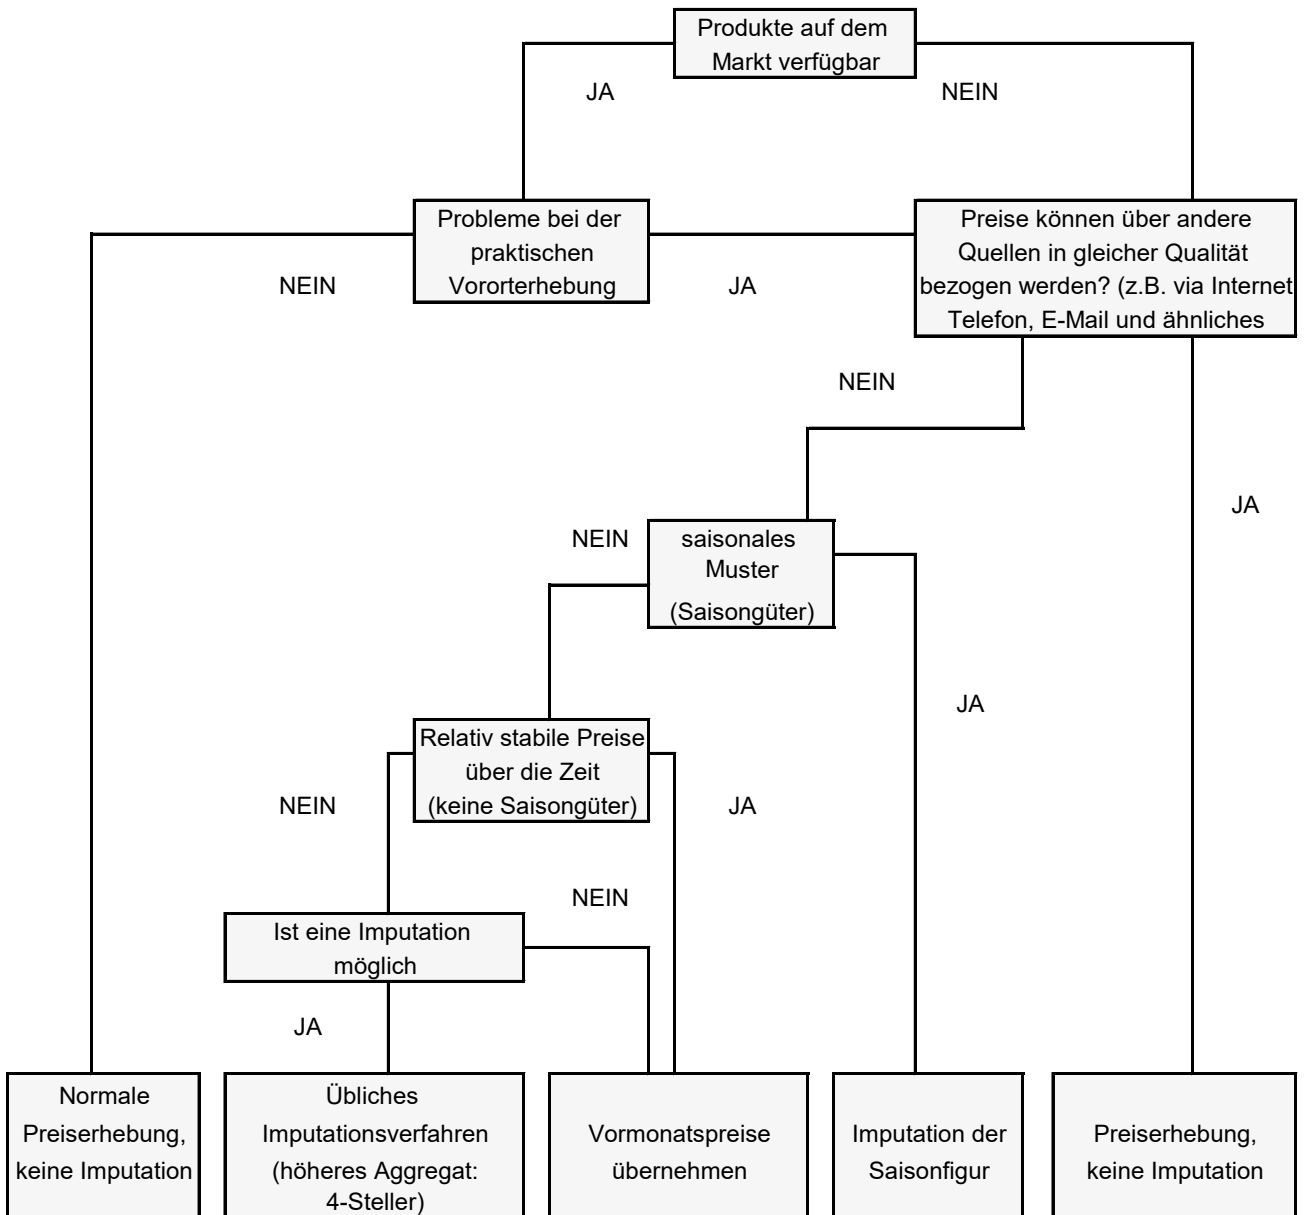 Produkte auf dem
Markt verfügbar
JA
NEIN
Probleme bei der
praktischen
Vororterhebung
Preise können über andere
Quellen in gleicher Qualität
bezogen werden? (z.B. via Internet
Telefon, E-Mail und ähnliches
NEIN
JA
NEIN
JA
NEIN
saisonales
Muster
(Saisongüter)
JA
Relativ stabile Preise
über die Zeit
(keine Saisongüter)
NEIN
JA
NEIN
Ist eine Imputation
möglich
JA
Normale
Preiserhebung,
keine Imputation
Übliches
Imputationsverfahren
(höheres Aggregat:
4-Steller)
Vormonatspreise
übernehmen
Imputation der
Saisonfigur
Preiserhebung,
keine Imputation